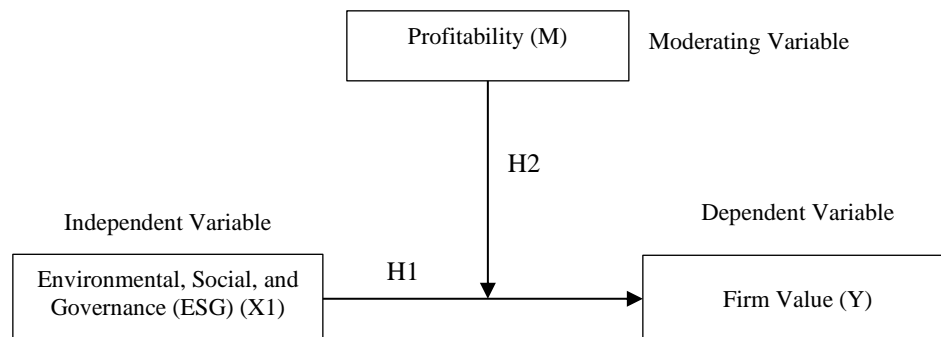 Profitability (M)
Moderating Variable
H2
Independent Variable
Dependent Variable
Environmental, Social, and
Governance (ESG) (X1)
H1
Firm Value (Y)